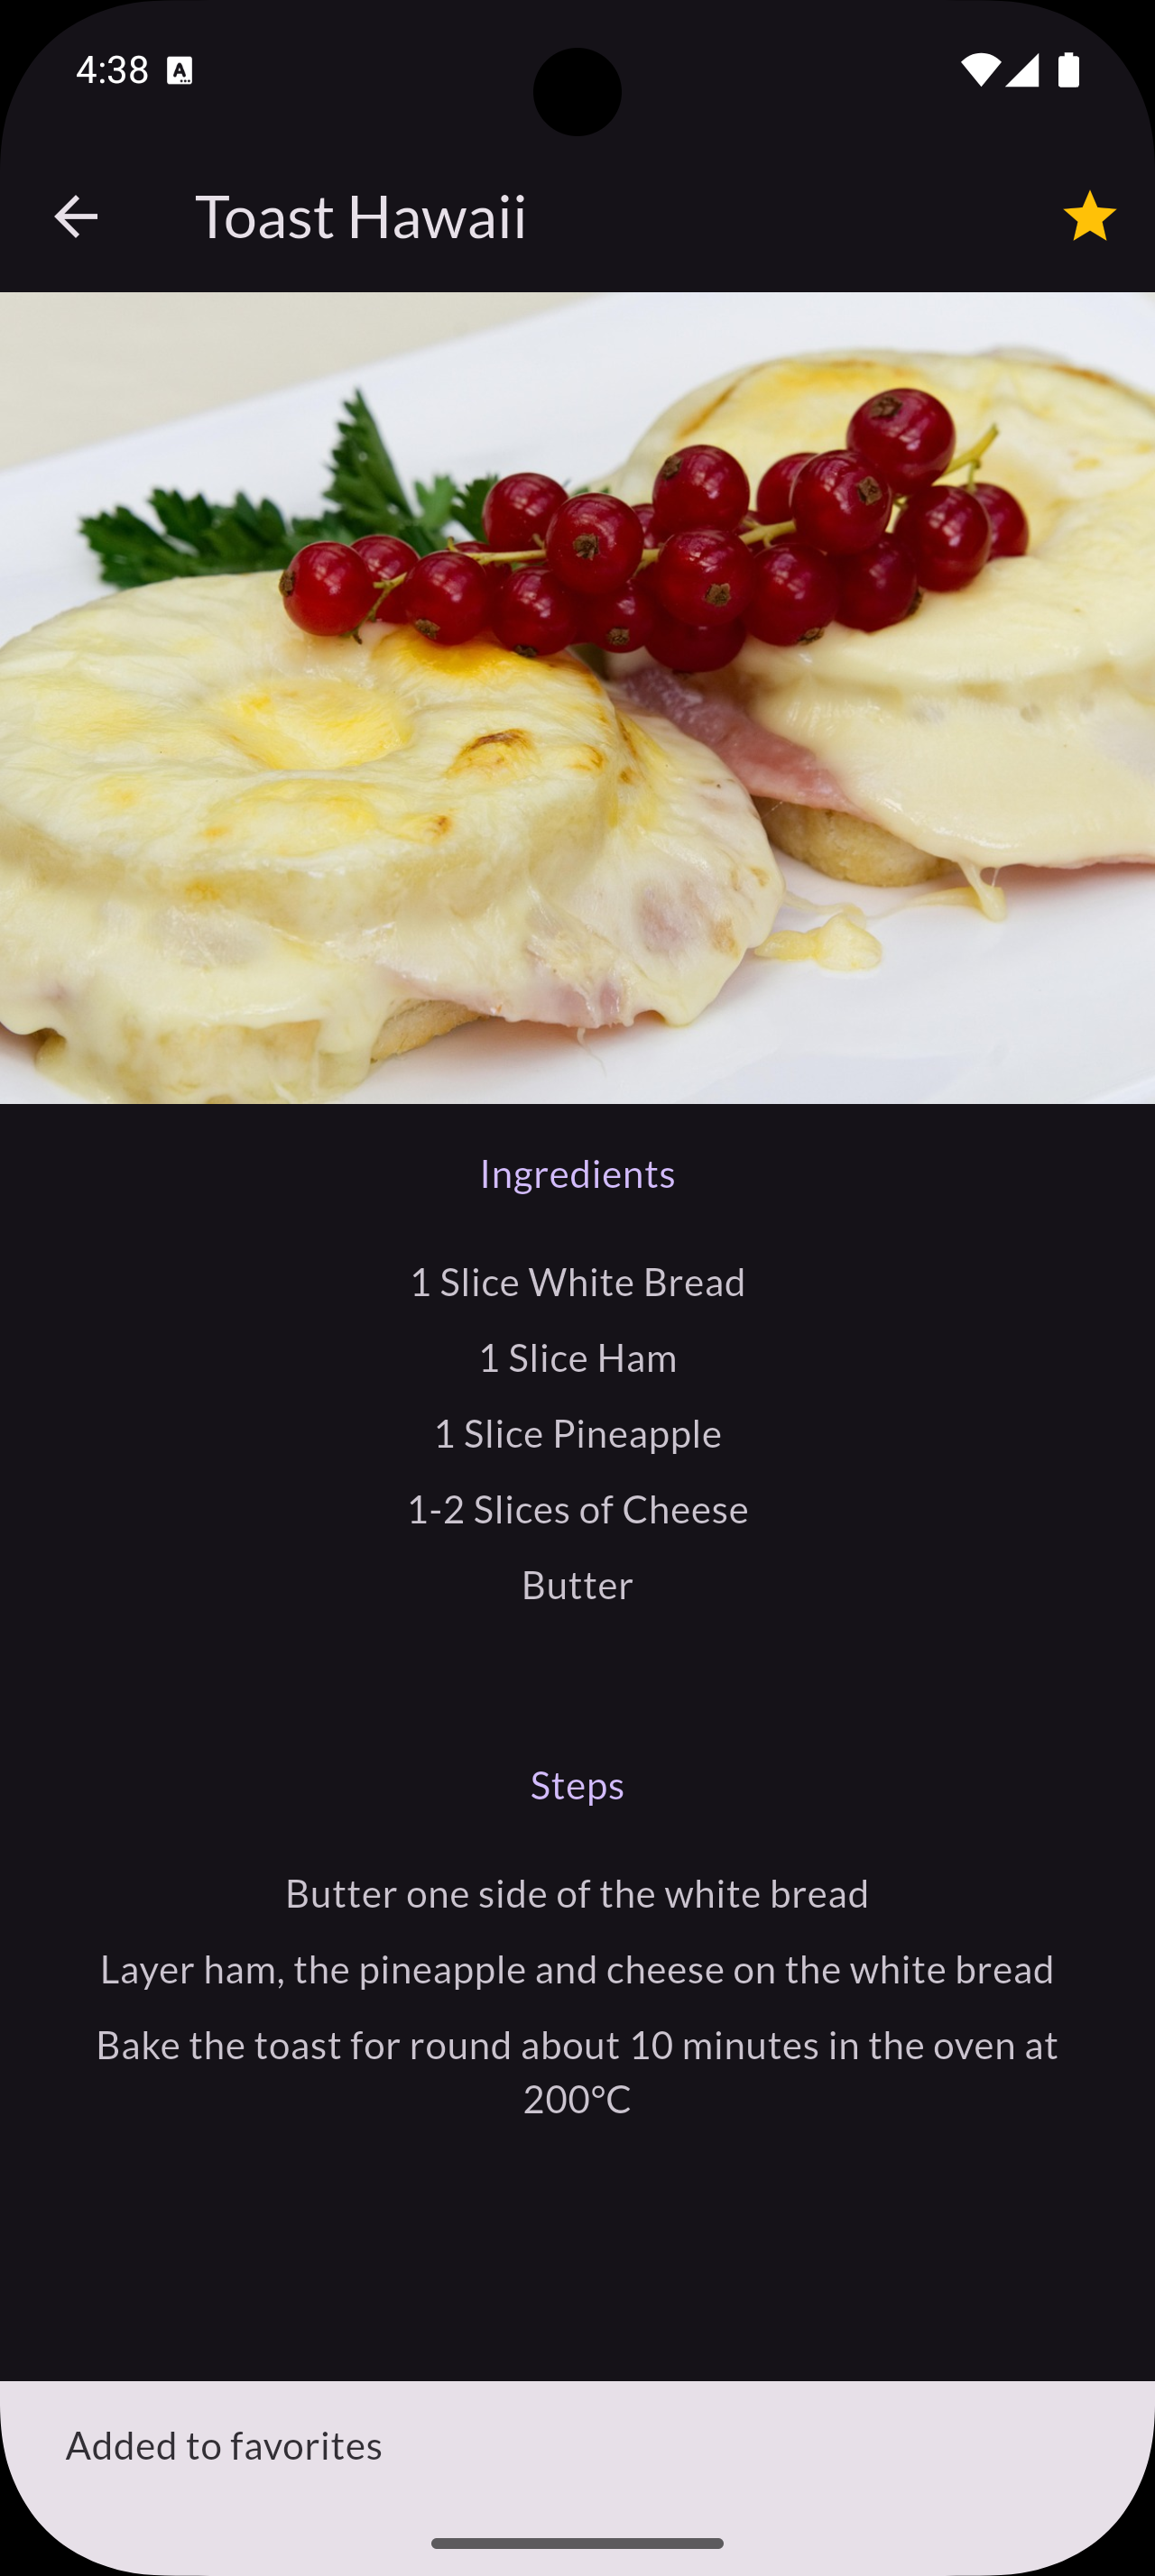 4:38
Toast Hawaii
Ingredients
1 Slice White Bread
1 Slice Ham
1 Slice Pineapple
1-2 Slices of Cheese
Butter
Steps
Butter one side of the white bread
Layer ham, the pineapple and cheese on the white bread
Bake the toast for round about 10 minutes in the oven at
200°C
Added to favorites